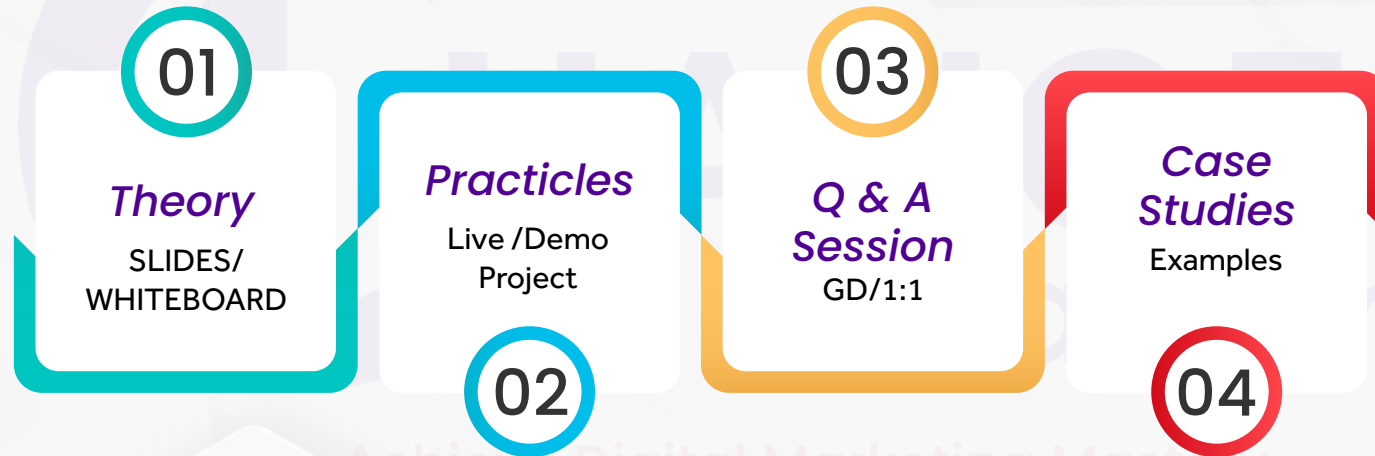 01
Theory
SLIDES/
WHITEBOARD
Practicles
Live /Demo
Project
02
03
Q & A
Session
GD/1:1
Case
Studies
Examples
04